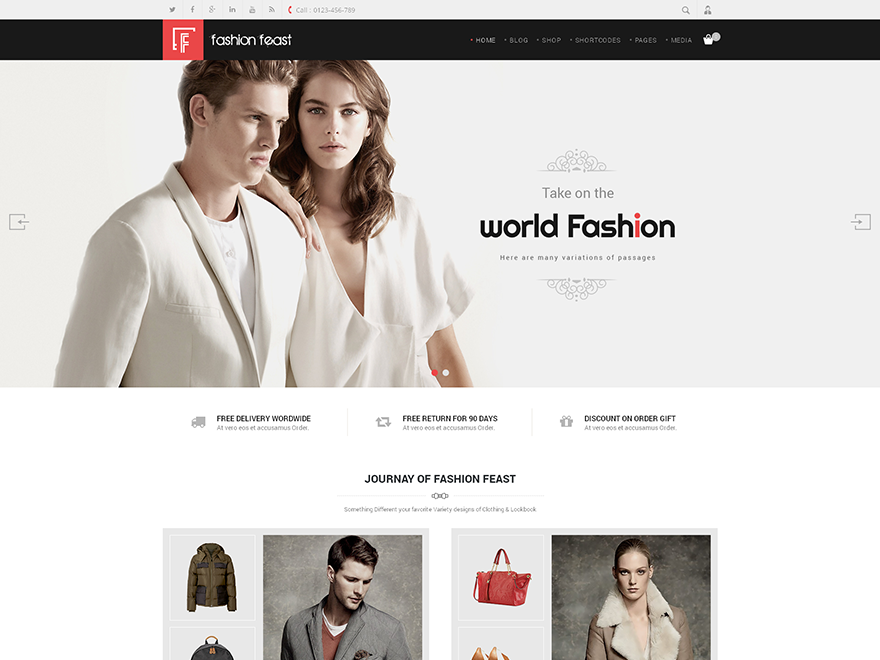 Call : 0123-456-789
fashion feast
HOME BLOG SHOP SHORTCODES PAGES MEDIA
Take on the
world Fashion
Here are many variations of passages
FREE DELIVERY WORDWIDE
At vero eos et accusamus Order.
FREE RETURN FOR 90 DAYS
At vero eos et accusamus Order.
DISCOUNT ON ORDER GIFT
At vero eos et accusamus Order.
JOURNAY OF FASHION FEAST
Something Different your favorite Variety designs of Clothing & Lookbook